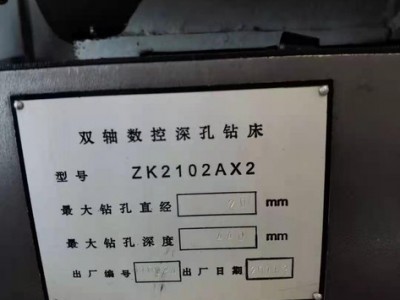 双轴数控深孔钻床
型号 ZK2102AX2
最大钻孔直经 mm
最大钻孔深度 mm
出厂编号 出厂日期